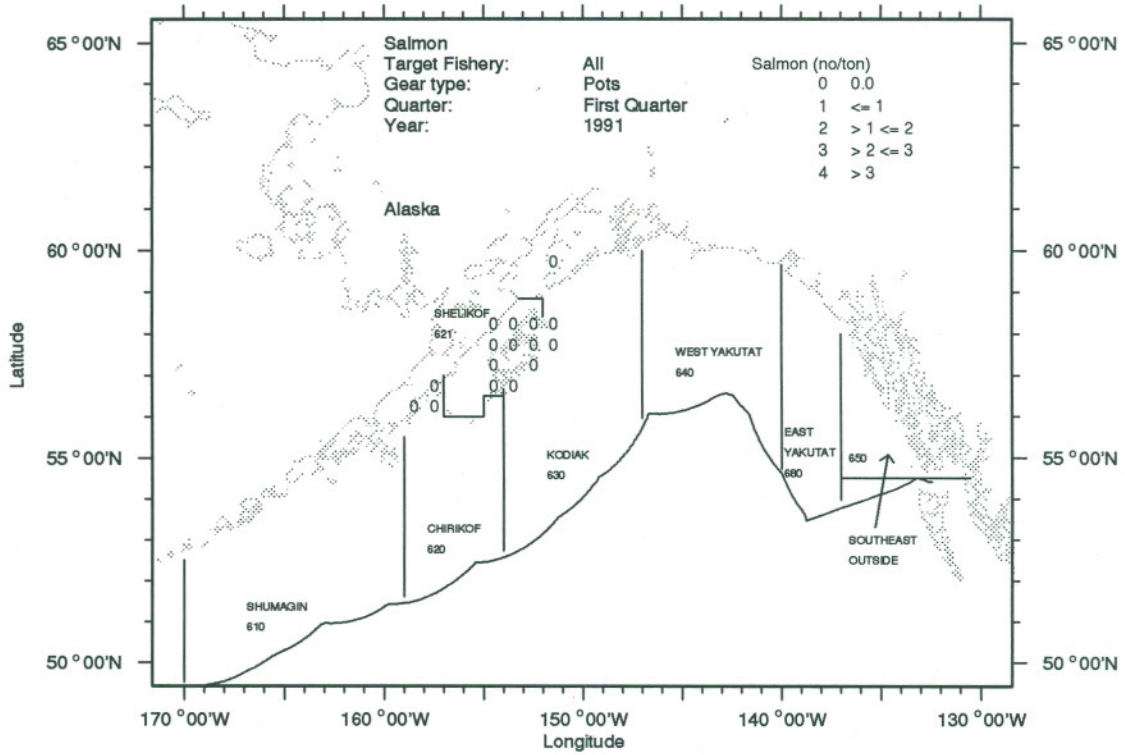 65 °00'N
65 °00'N
Salmon
Target Fishery: All
Gear type: Pots
Quarter: First Quarter
Year: 1991
Salmon (no/ton)
0 0.0
1 <= 1
2 > 1 <= 2
3 > 2 <= 3
4 > 3
Alaska
60 °00'N
60 °00'N
0
SHELIKOF
621
0 0 0 0
0 0 0 0
0 0 0
0 0 0
0 0
WEST YAKUTAT
640
Latitude
EAST
YAKUTAT
680
650
KODIAK
630
55 °00'N
55 °00'N
CHIRIKOF
620
SOUTHEAST
OUTSIDE
SHUMAGIN
610
50 °00'N
50 °00'N
170 °00'W
160 °00'W
150 °00'W
140 °00'W
130 °00'W
Longitude